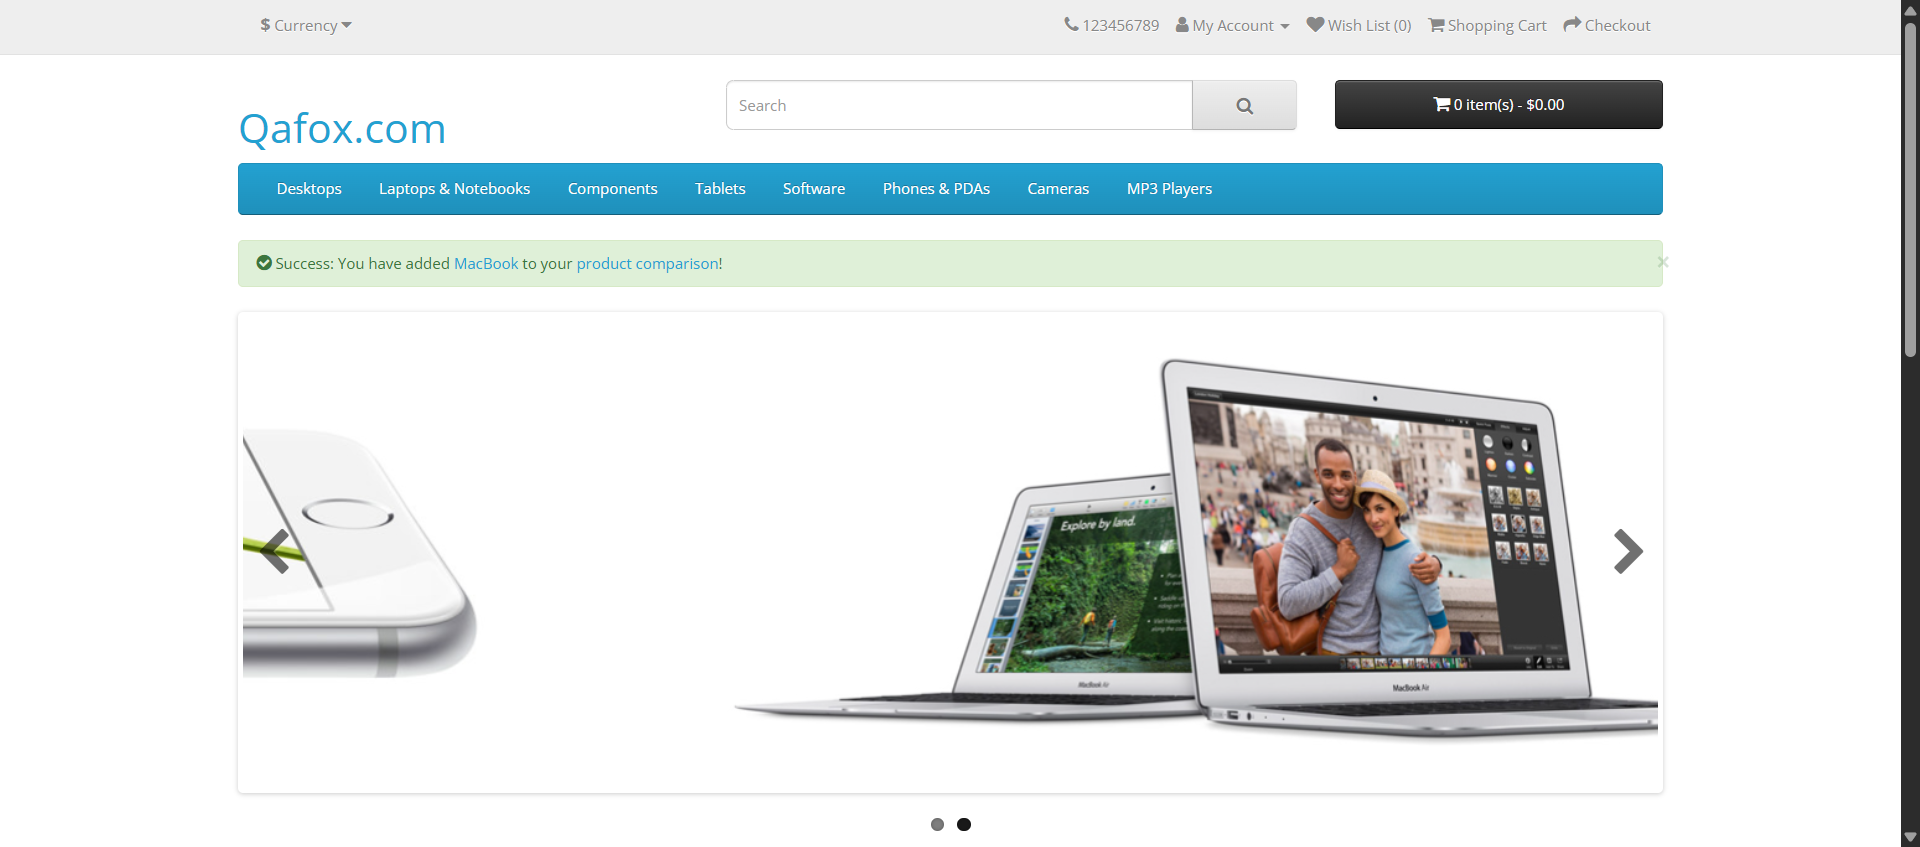 $ Currency
123456789 My Account Wish List (0) Shopping Cart Checkout
Qafox.com
Search
0 item(s) - $0.00
Desktops Laptops & Notebooks Components Tablets Software Phones & PDAs Cameras MP3 Players
Success: You have added MacBook to your product comparison!
×
Explore by land.
MacBook Air
MacBook Air